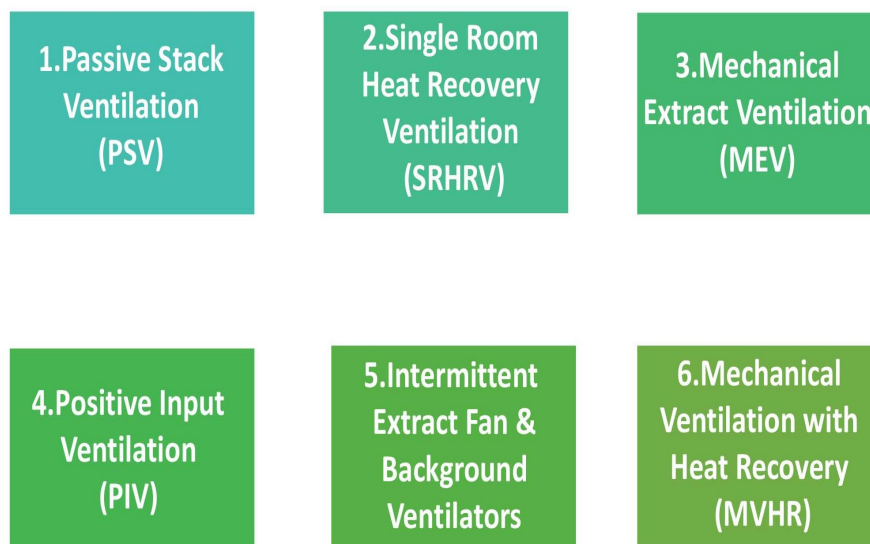 1.Passive Stack
Ventilation
(PSV)
2.Single Room
Heat Recovery
Ventilation
(SRHRV)
3.Mechanical
Extract Ventilation
(MEV)
4.Positive Input
Ventilation
(PIV)
5.Intermittent
Extract Fan &
Background
Ventilators
6.Mechanical
Ventilation with
Heat Recovery
(MVHR)